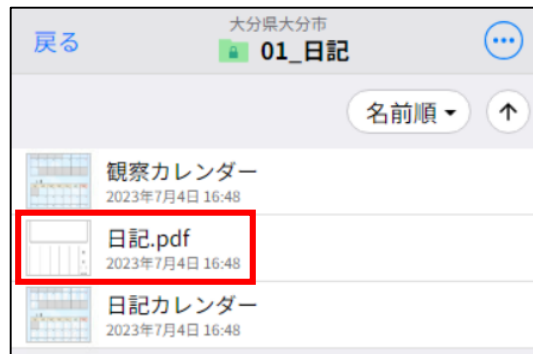 大分県大分市
戻る
01_日記
名前順
観察カレンダー
2023年7月4日 16:48
日記.pdf
2023年7月4日 16:48
日記カレンダー
2023年7月4日 16:48